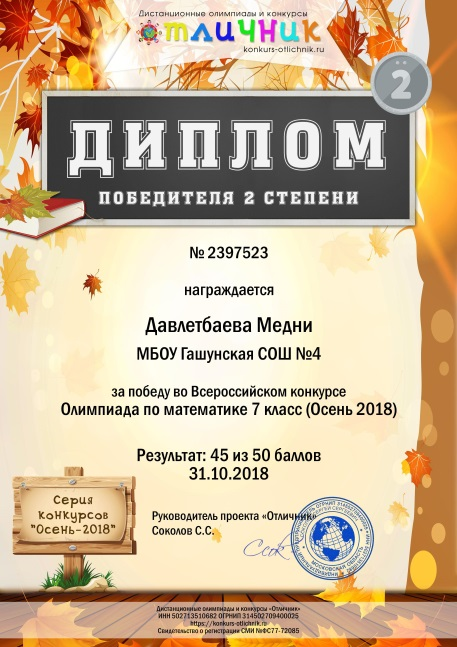 Дистанционные олимпиады и конкурсы
Отличник
konkurs-otlichnik.ru
2
ДИПЛОМ
ПОБЕДИТЕЛЯ 2 СТЕПЕНИ
№ 2397523
награждается
Давлетбаева Медни
МБОУ Гашунская СОШ №4
за победу во Всероссийском конкурсе
Олимпиада по математике 7 класс (Осень 2018)
Результат: 45 из 50 баллов
31.10.2018
Серия
конкурсов
"Осень-2018"
Руководитель проекта «Отличник»
Соколов С.С.
Дистанционные олимпиады и конкурсы «Отличник»
ИНН 502713510682 ОГРНИП 314502709400025
https://konkurs-otlichnik.ru/
Свидетельство о регистрации СМИ №ФС77-72085